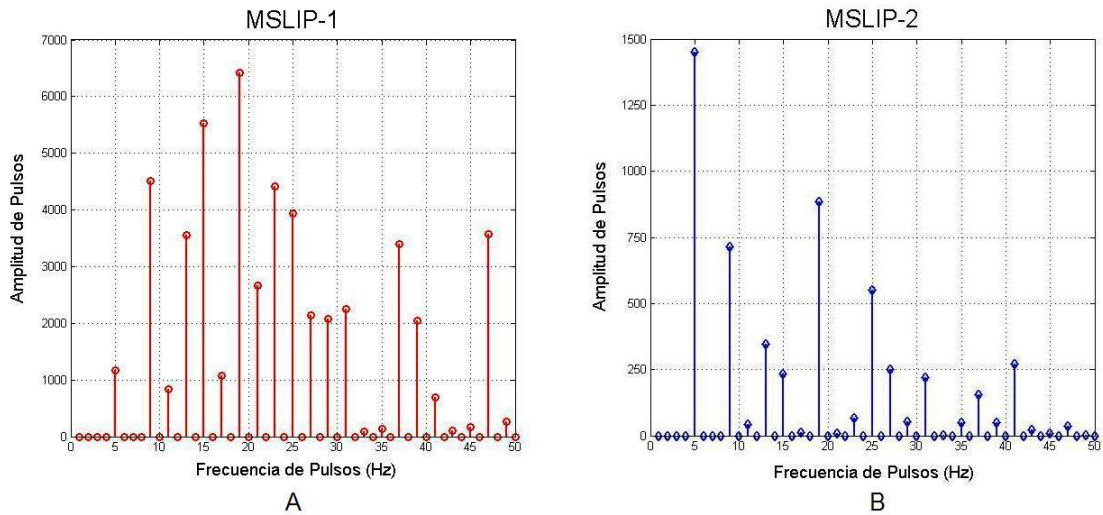 MSLIP-1
7000
6000
5000
4000
3000
2000
1000
0
Amplitud de Pulsos
0 5 10 15 20 25 30 35 40 45 50
Frecuencia de Pulsos (Hz)
A
MSLIP-2
1500
1250
1000
750
500
250
0
Amplitud de Pulsos
0 5 10 15 20 25 30 35 40 45 50
Frecuencia de Pulsos (Hz)
B